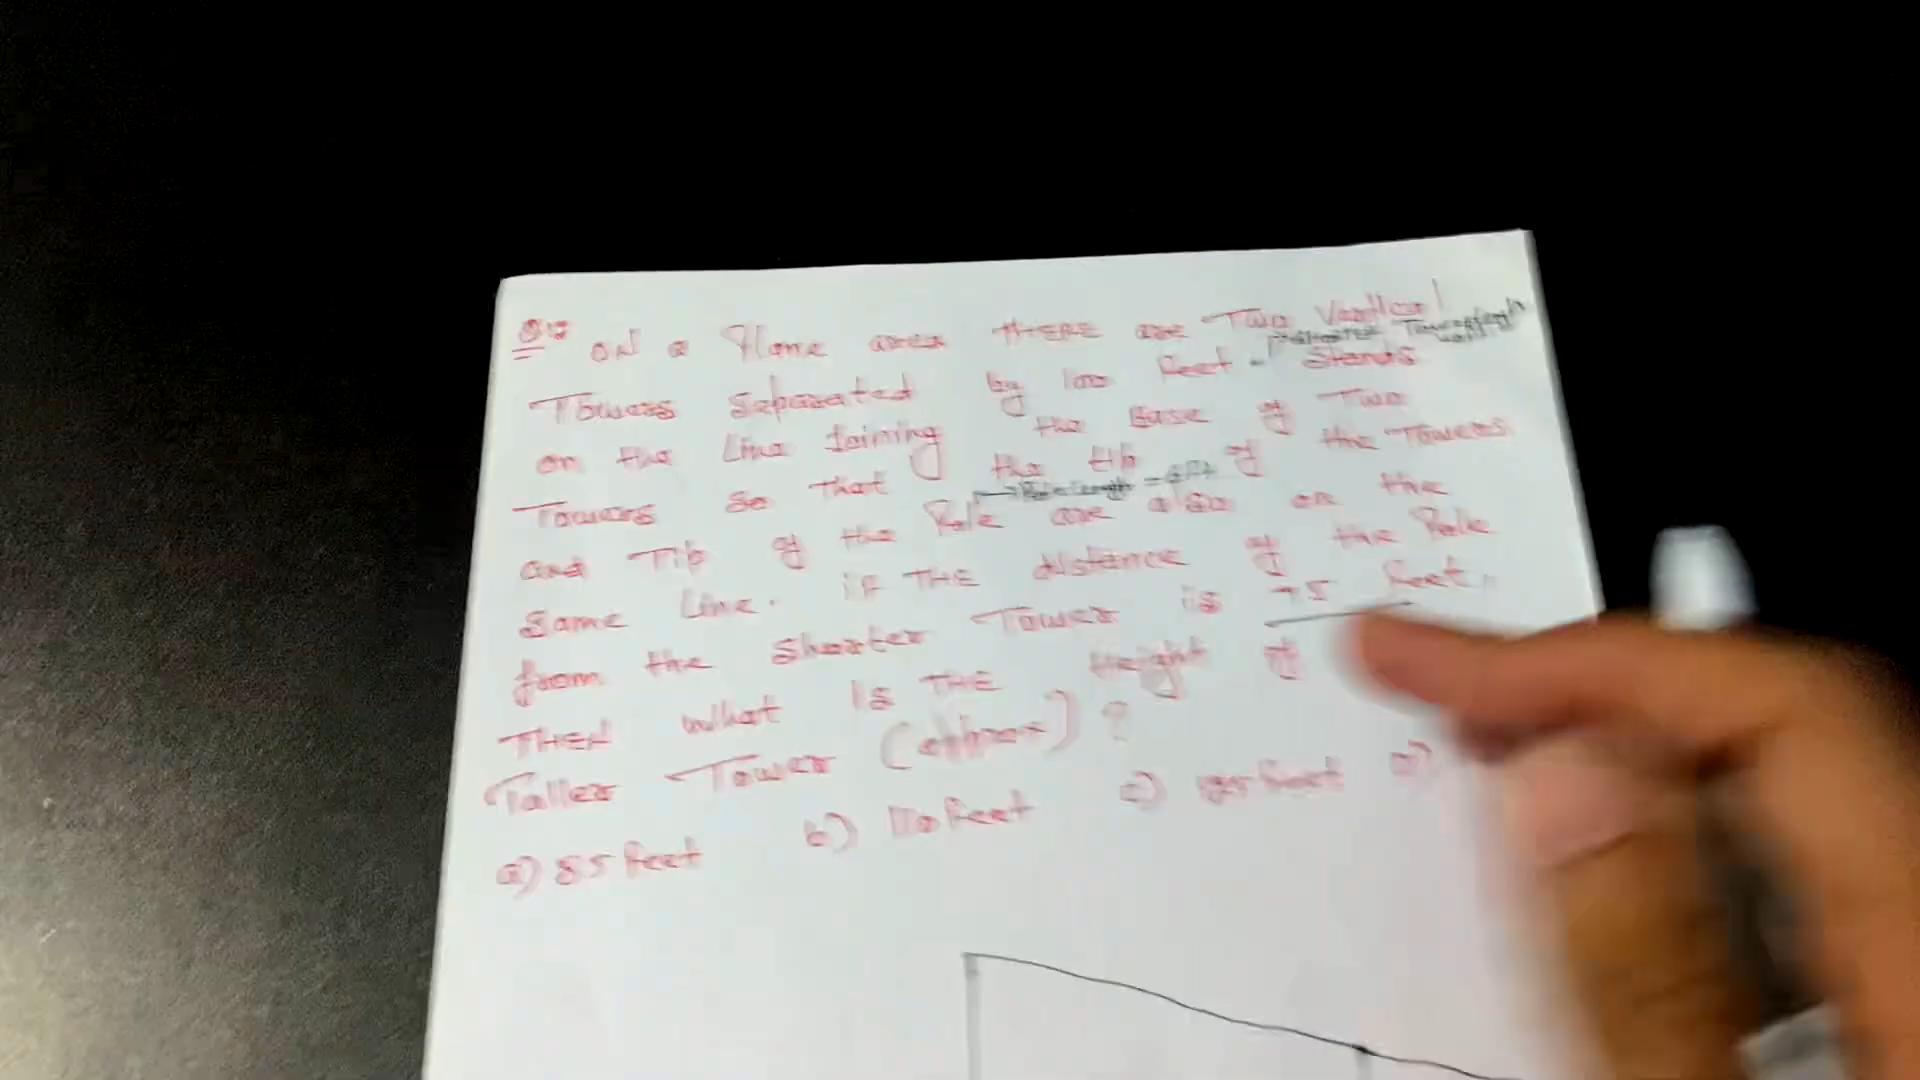 ON a Plane area THERE are Two Vertical
Towers Separated by 100 feet. Stands
on the Line Joining the Base of Two
Towers So That the tip of the Towers
and Tip of the Pole are also on the
Same Line. iF THE distance of the Pole
from the Shorter Tower is 75 feet.
THEN what is THE Height of
Taller Tower (approx) ?
a) 85 feet b) 110 feet c) feet d)